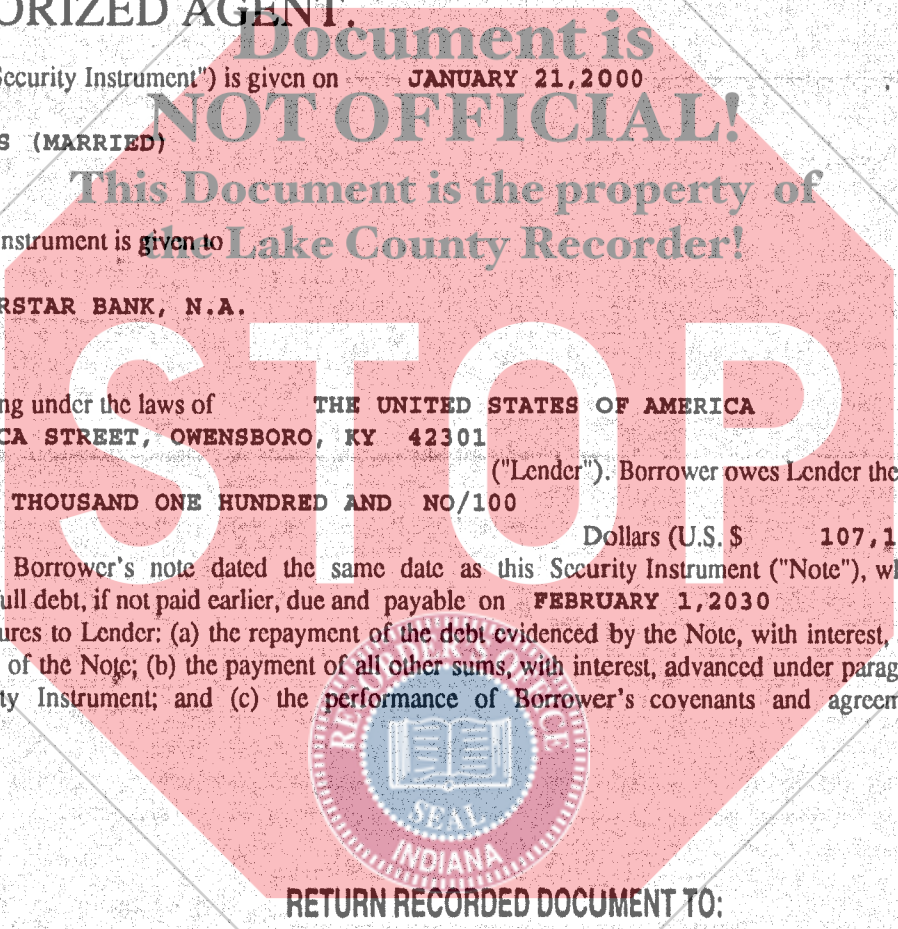 ORIZED AGENT.
Document is
Security Instrument") is given on JANUARY 21,2000
NOT OFFICIAL!
S (MARRIED)
This Document is the property of
nstrument is given to
the Lake County Recorder!
RSTAR BANK, N.A.
STOP
ng under the laws of THE UNITED STATES OF AMERICA
CA STREET, OWENSBORO, KY 42301
("Lender"). Borrower owes Lender the
THOUSAND ONE HUNDRED AND NO/100
Dollars (U.S. $ 107,1
Borrower's note dated the same date as this Security Instrument ("Note"), wh
full debt, if not paid earlier, due and payable on FEBRUARY 1,2030
ures to Lender: (a) the repayment of the debt evidenced by the Note, with interest,
of the Note; (b) the payment of all other sums, with interest, advanced under parag
ty Instrument; and (c) the performance of Borrower's covenants and agreem
RECORDER'S OFFICE
SEAL
INDIANA
RETURN RECORDED DOCUMENT TO: